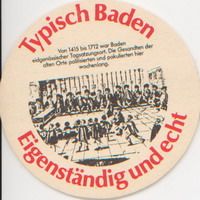 Typisch Baden
Von 1415 bis 1712 war Baden
eidgenössischer Tagsatzungsort. Die Gesandten der
alten Orte politisierten und pokulierten hier
wochenlang.
Eigenständig und echt